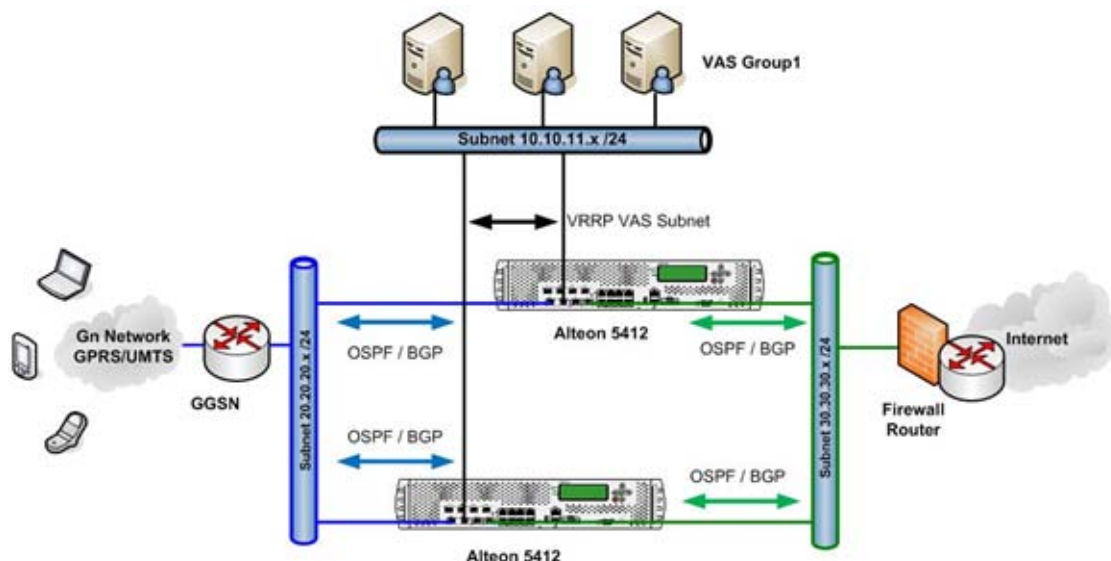 VAS Group1
Subnet 10.10.11.x /24
VRRP VAS Subnet
Gn Network
GPRS/UMTS
GGSN
Subnet 20.20.20.x /24
OSPF / BGP
Alteon 5412
OSPF / BGP
Subnet 30.30.30.x /24
Internet
Firewall
Router
OSPF / BGP
OSPF / BGP
Alteon 5412